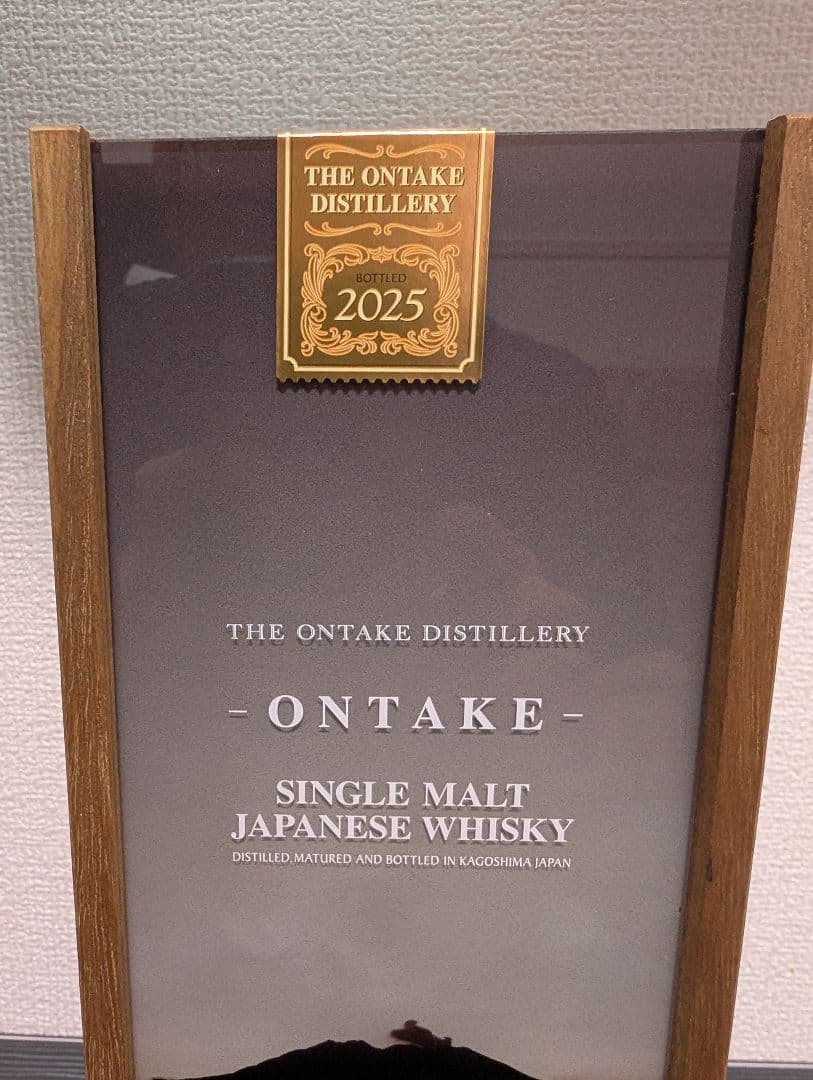 THE ONTAKE
DISTILLERY
BOTTLED
2025
THE ONTAKE DISTILLERY
– ONTAKE –
SINGLE MALT
JAPANESE WHISKY
DISTILLED, MATURED AND BOTTLED IN KAGOSHIMA JAPAN